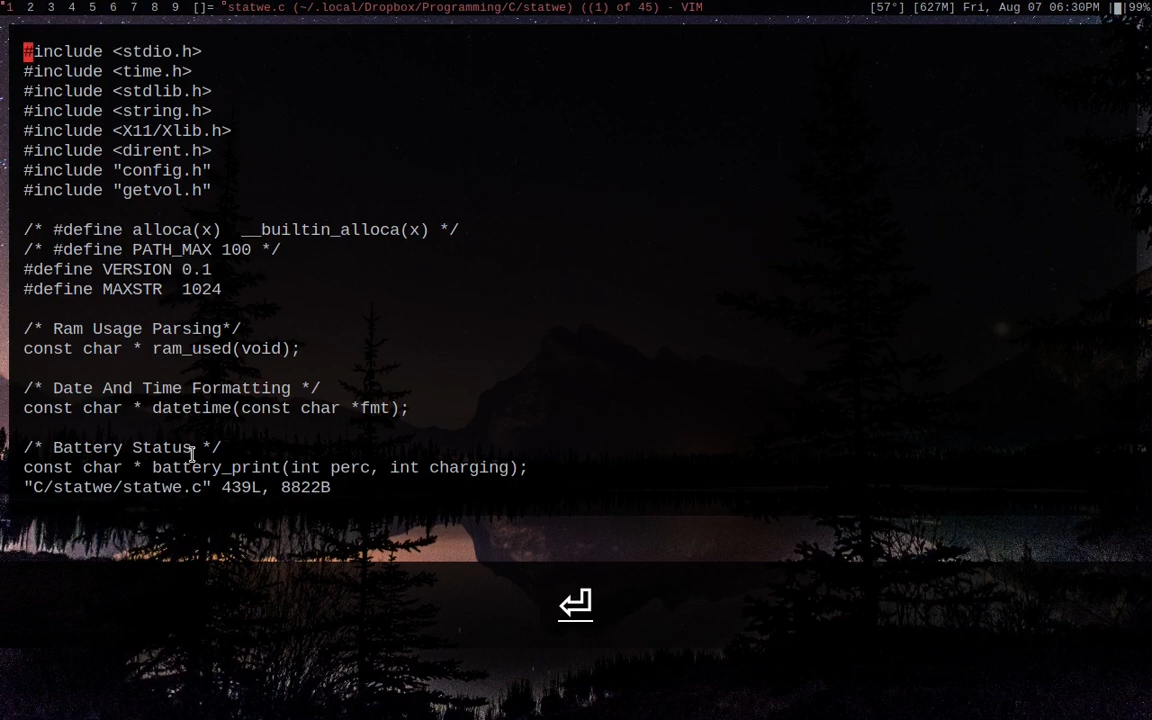 1 2 3 4 5 6 7 8 9 []= "statwe.c (~/.local/Dropbox/Programming/C/statwe) ((1) of 45) - VIM [57°] [627M] Fri, Aug 07 06:30PM |█|99%
#include <stdio.h>
#include <time.h>
#include <stdlib.h>
#include <string.h>
#include <X11/Xlib.h>
#include <dirent.h>
#include "config.h"
#include "getvol.h"
/* #define alloca(x)  __builtin_alloca(x) */
/* #define PATH_MAX 100 */
#define VERSION 0.1
#define MAXSTR  1024
/* Ram Usage Parsing*/
const char * ram_used(void);
/* Date And Time Formatting */
const char * datetime(const char *fmt);
/* Battery Status */
const char * battery_print(int perc, int charging);
"C/statwe/statwe.c" 439L, 8822B